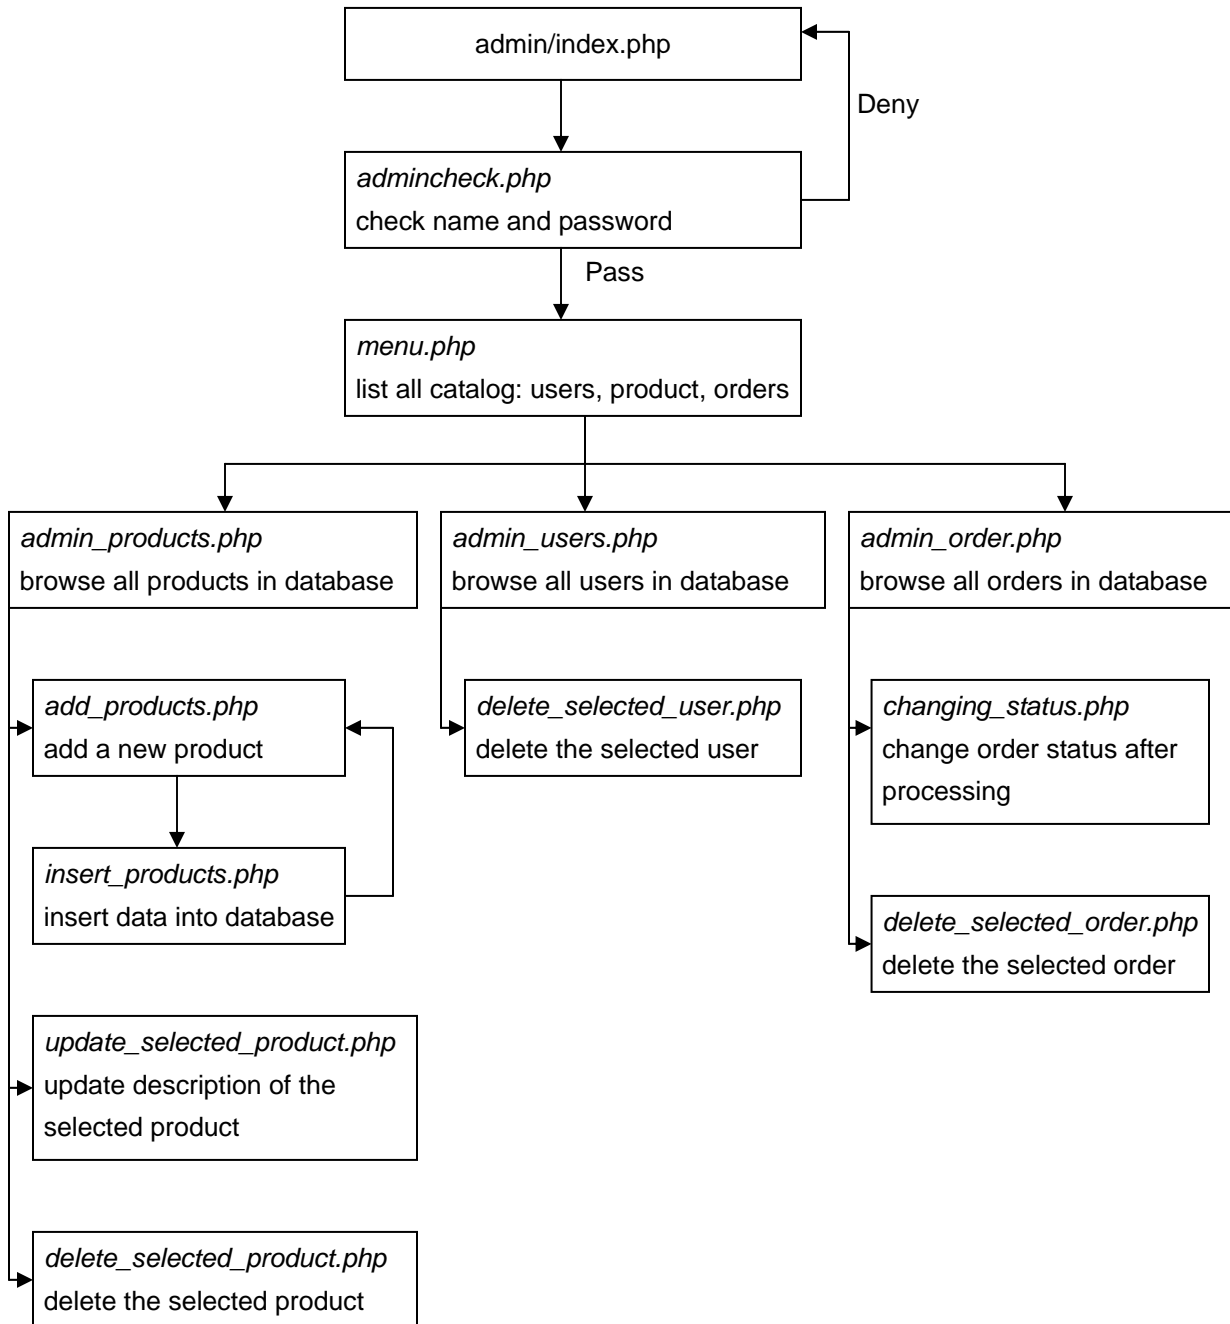 admin/index.php
Deny
admincheck.php
check name and password
Pass
menu.php
list all catalog: users, product, orders
admin_products.php
browse all products in database
admin_users.php
browse all users in database
admin_order.php
browse all orders in database
add_products.php
add a new product
insert_products.php
insert data into database
update_selected_product.php
update description of the
selected product
delete_selected_product.php
delete the selected product
delete_selected_user.php
delete the selected user
changing_status.php
change order status after
processing
delete_selected_order.php
delete the selected order